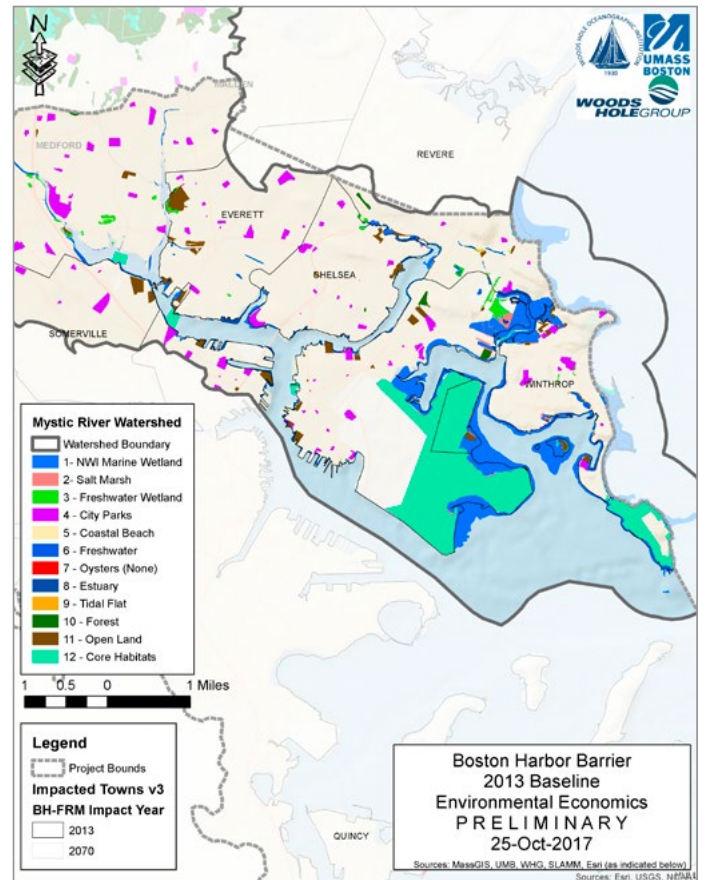 N
WOODS HOLE OCEANOGRAPHIC INSTITUTION
1930
UMASS
BOSTON
WOODS
HOLEGROUP
MALDEN
MEDFORD
REVERE
EVERETT
CHELSEA
SOMERVILLE
WINTHROP
Mystic River Watershed
Watershed Boundary
1- NWI Marine Wetland
2- Salt Marsh
3 - Freshwater Wetland
4 - City Parks
5 - Coastal Beach
6 - Freshwater
7 - Oysters (None)
8 - Estuary
9 - Tidal Flat
10 - Forest
11 - Open Land
12 - Core Habitats
1 0.5 0 1 Miles
Legend
Project Bounds
Impacted Towns v3
BH-FRM Impact Year
2013
2070
QUINCY
Boston Harbor Barrier
2013 Baseline
Environmental Economics
PRELIMINARY
25-Oct-2017
Sources: MassGIS, UMB, WHG, SLAMM, Esri (as indicated below)
Sources: Esri, USGS,